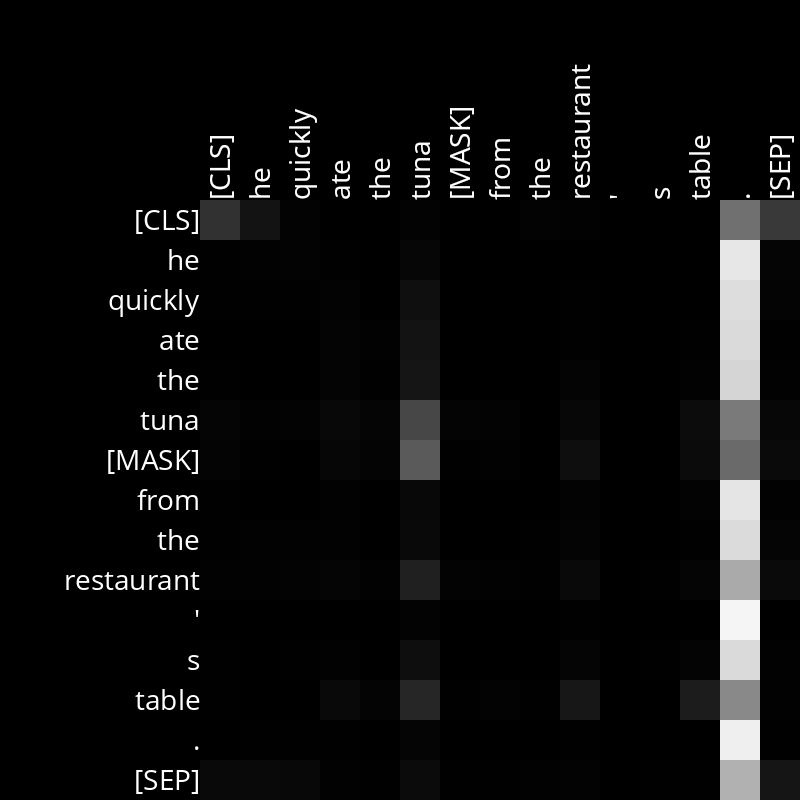 [CLS] he quickly ate the tuna [MASK] from the restaurant ' s table . [SEP]
[CLS]
he
quickly
ate
the
tuna
[MASK]
from
the
restaurant
'
s
table
.
[SEP]